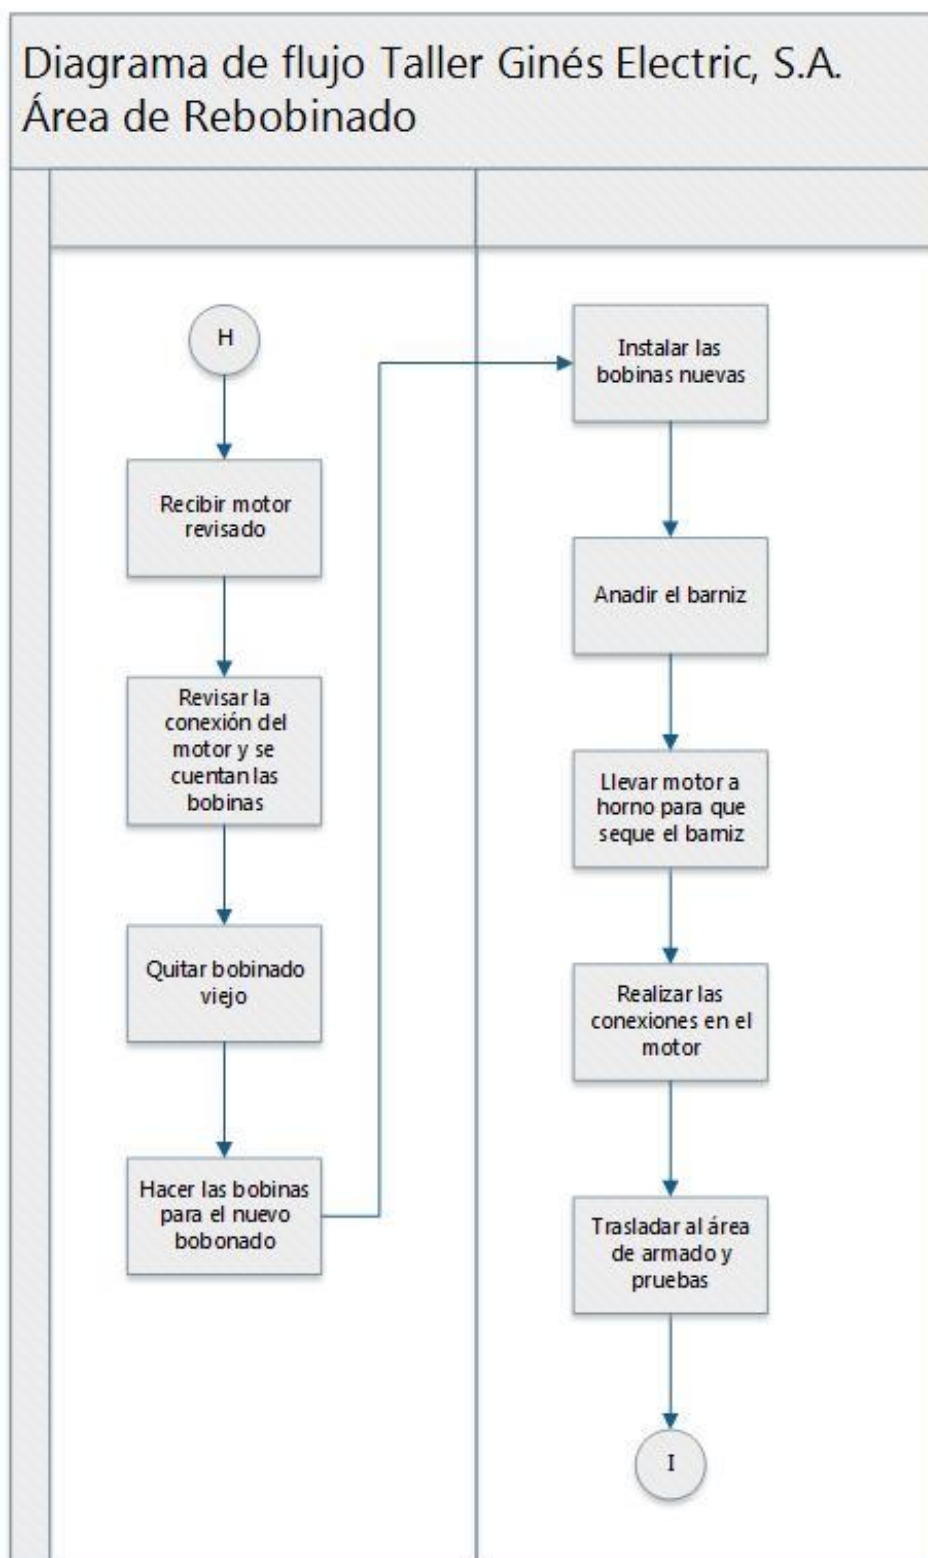 Diagrama de flujo Taller Ginés Electric, S.A.
Área de Rebobinado
H
Recibir motor
revisado
Revisar la
conexión del
motor y se
cuentan las
bobinas
Quitar bobinado
viejo
Hacer las bobinas
para el nuevo
bobonado
Instalar las
bobinas nuevas
Anadir el barniz
Llevar motor a
horno para que
seque el barniz
Realizar las
conexiones en el
motor
Trasladar al área
de armado y
pruebas
I